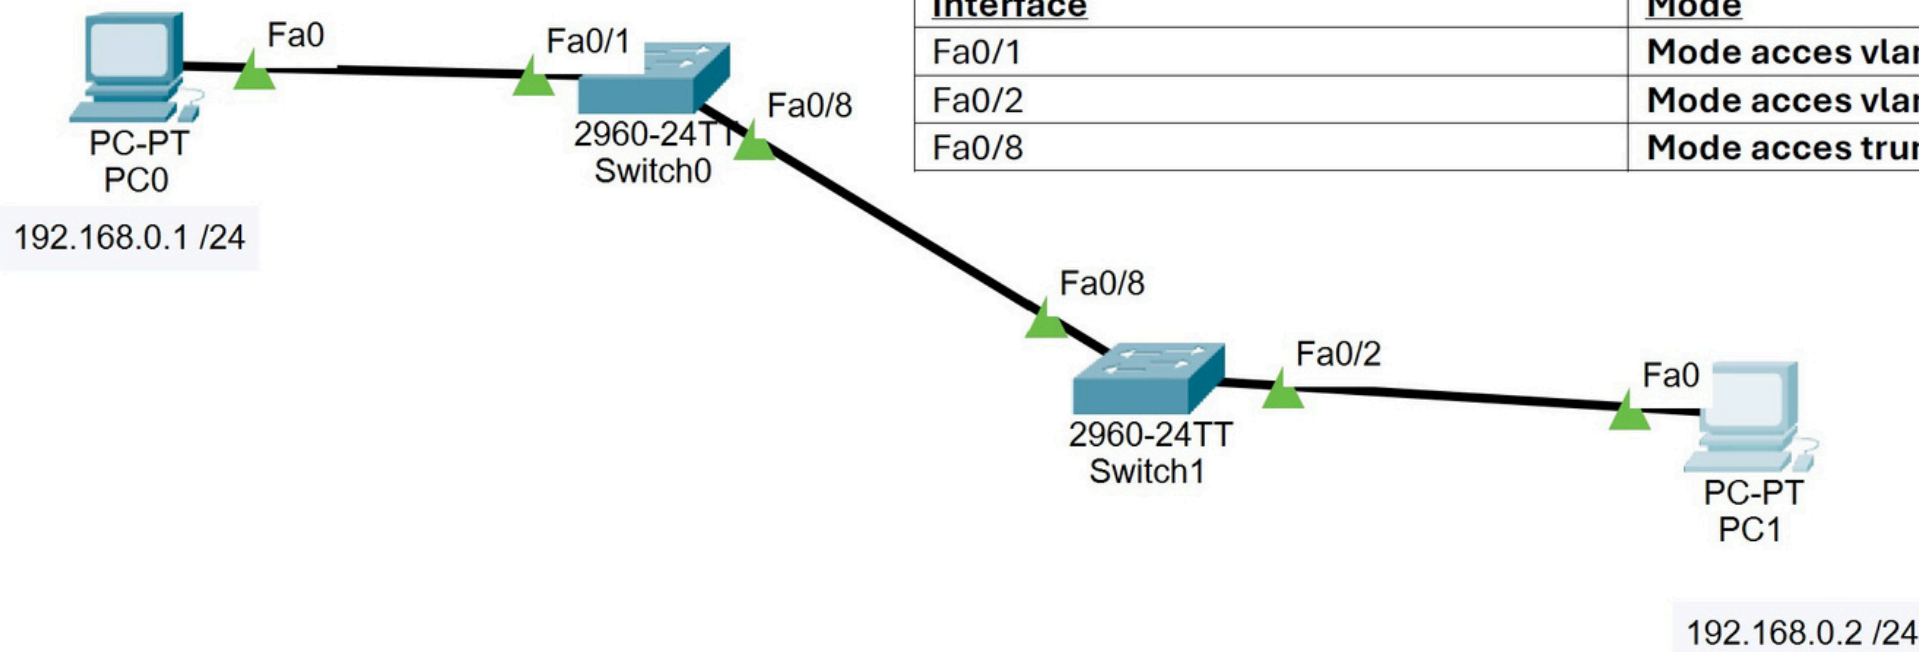 Interface Mode
Fa0/1 Mode acces
Fa0/2 Mode acces
Fa0/8 Mode acces
Fa0
Fa0/1
Fa0/8
PC-PT
PC0
2960-24TT
Switch0
192.168.0.1 /24
Fa0/8
Fa0/2
Fa0
2960-24TT
Switch1
PC-PT
PC1
192.168.0.2 /24